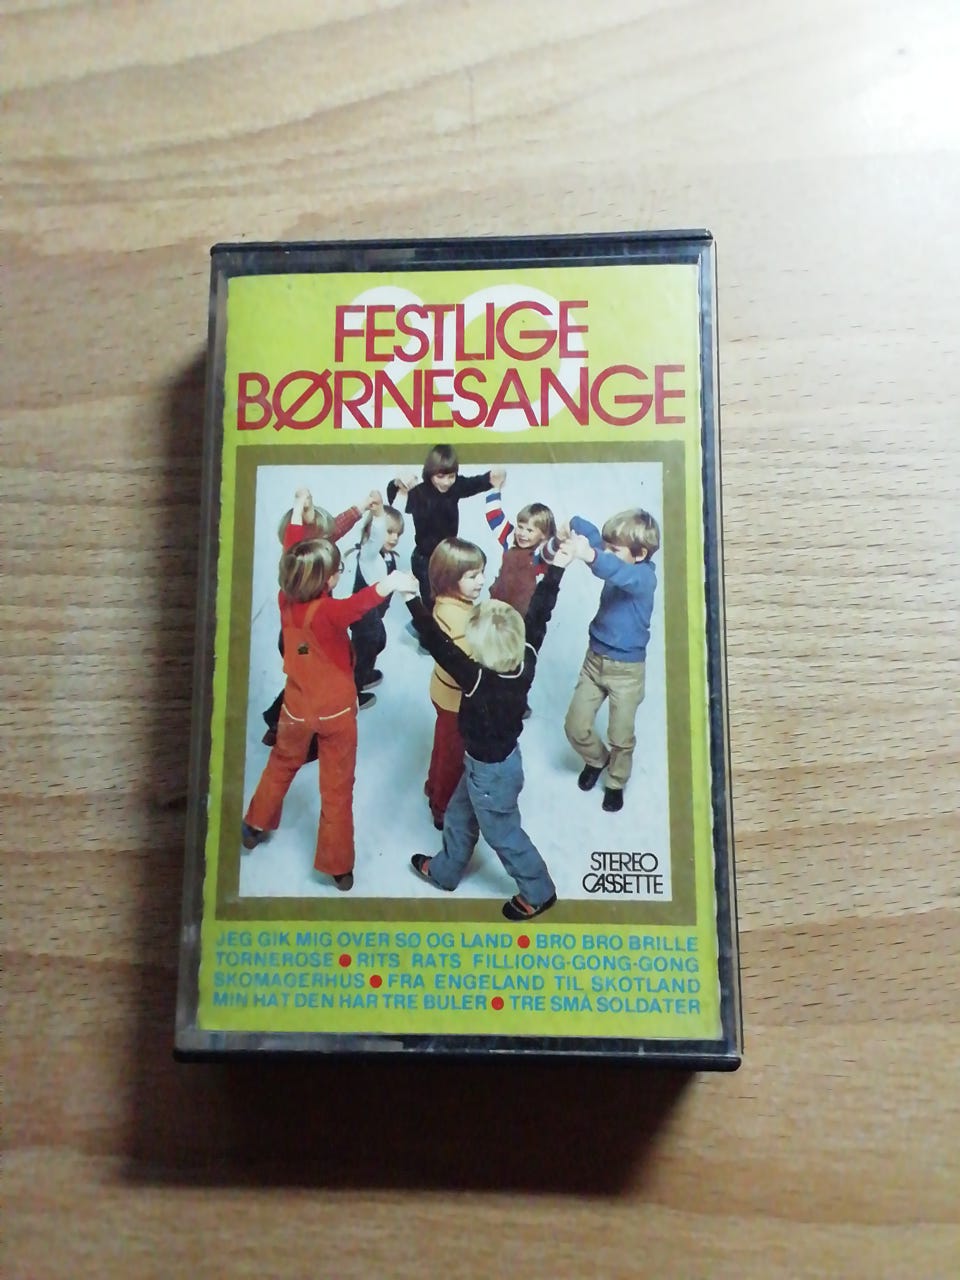 FESTLIGE
BØRNESANGE
STEREO
CASSETTE
JEG GIK MIG OVER SØ OG LAND ● BRO BRO BRILLE
TORNEROSE ● RITS RATS FILLIONG-GONG-GONG
SKOMAGERHUS ● FRA ENGELAND TIL SKOTLAND
MIN HAT DEN HAR TRE BULER ● TRE SMÅ SOLDATER